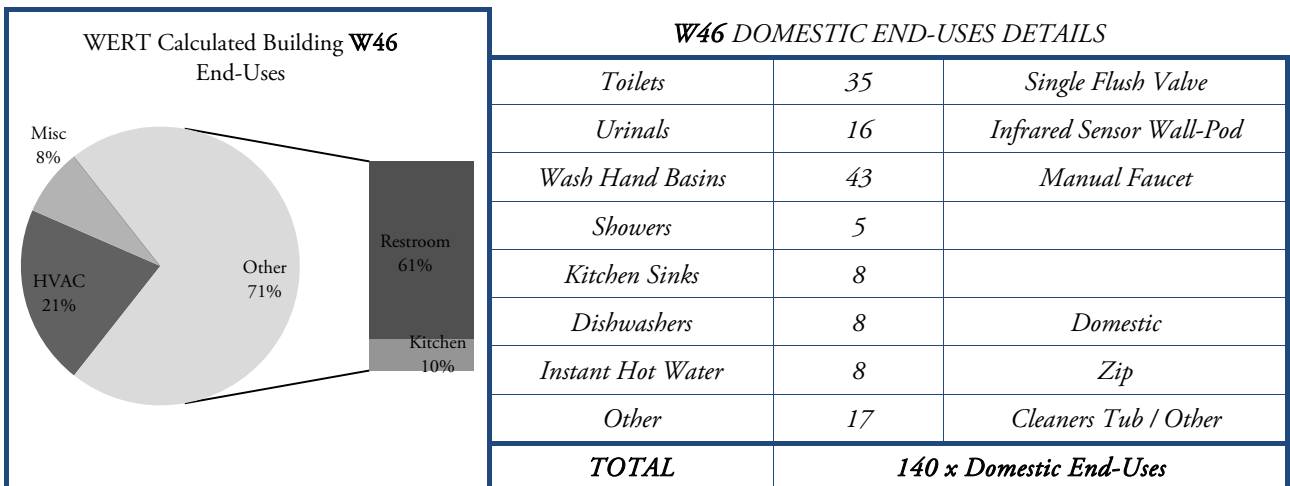 WERT Calculated Building W46
End-Uses
Misc
8%
HVAC
21%
Other
71%
Restroom
61%
Kitchen
10%
W46 DOMESTIC END-USES DETAILS
Toilets 35 Single Flush Valve
Urinals 16 Infrared Sensor Wall-Pod
Wash Hand Basins 43 Manual Faucet
Showers 5
Kitchen Sinks 8
Dishwashers 8 Domestic
Instant Hot Water 8 Zip
Other 17 Cleaners Tub / Other
TOTAL 140 x Domestic End-Uses